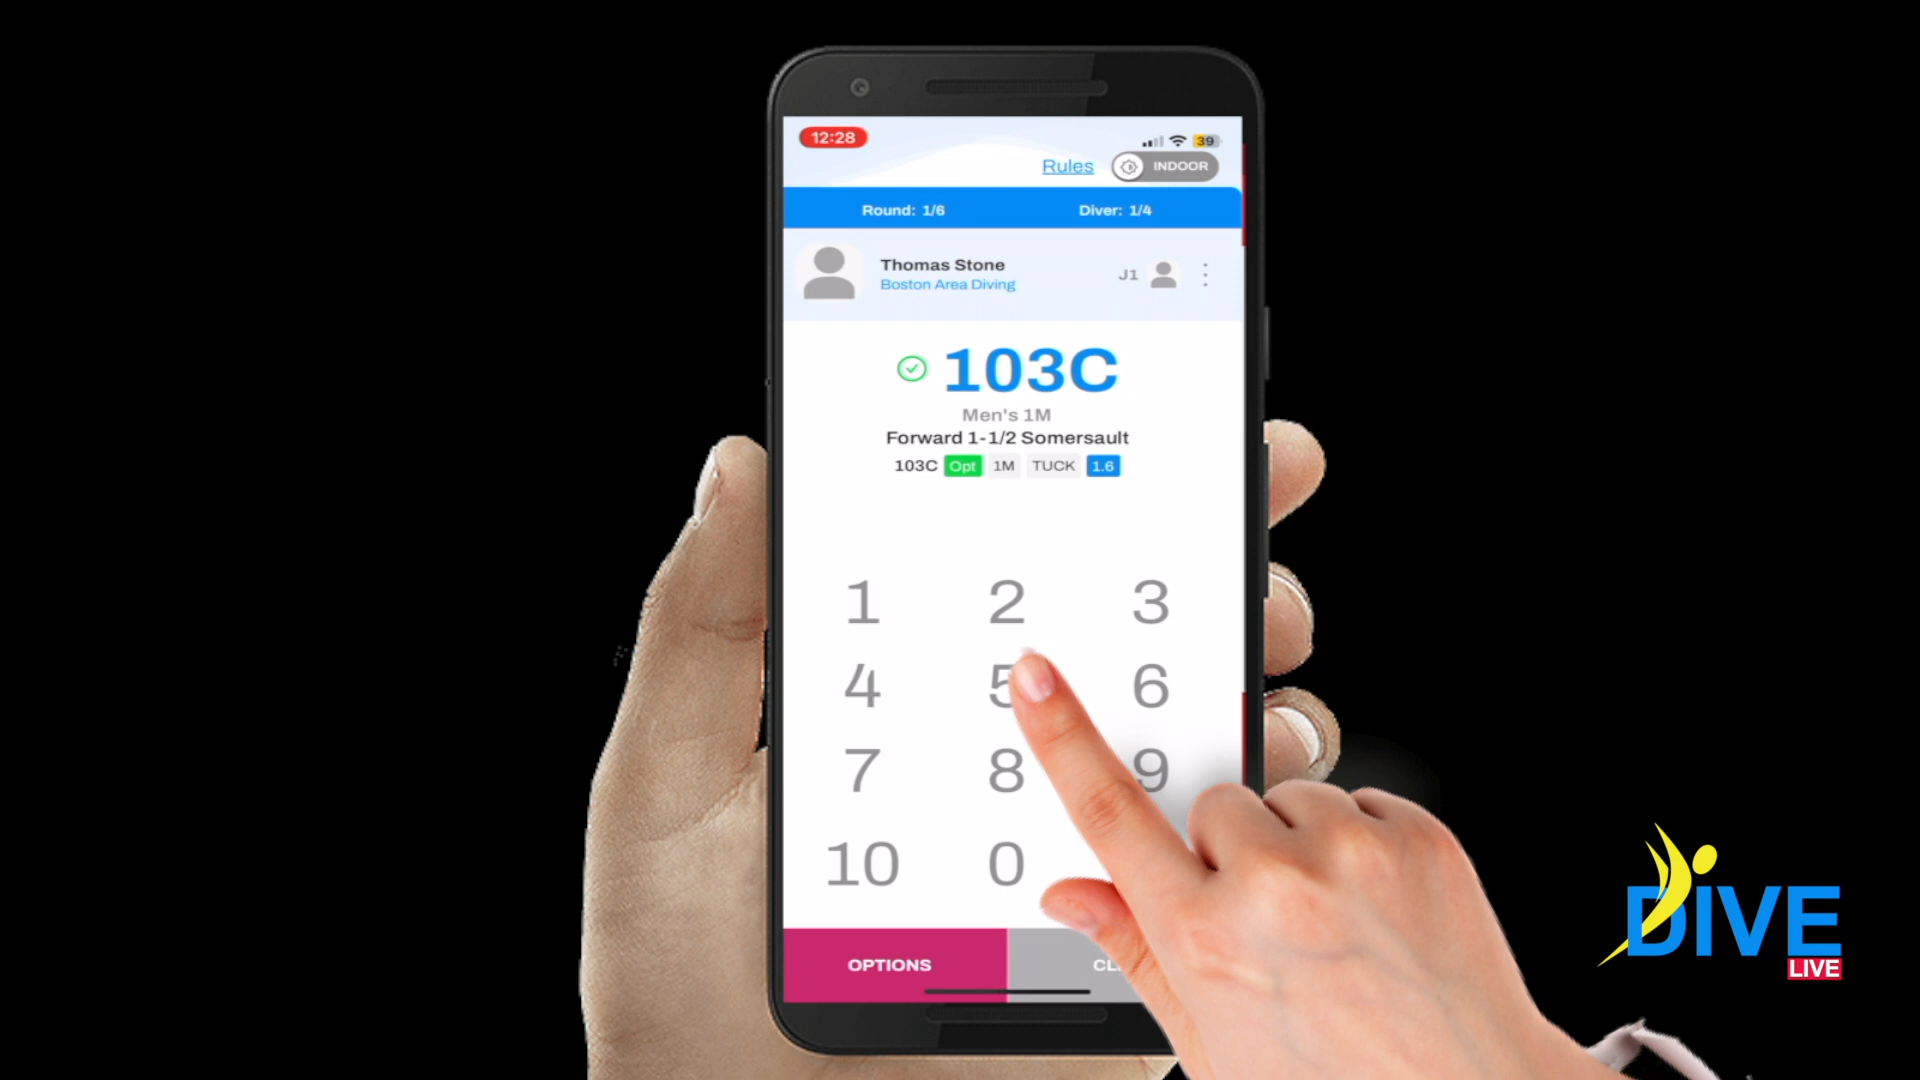 12:28
39
Rules
INDOOR
Round: 1/6 Diver: 1/4
Thomas Stone
Boston Area Diving
J1
103C
Men's 1M
Forward 1-1/2 Somersault
103C Opt 1M TUCK 1.6
1 2 3
4 5 6
7 8 9
10 0
OPTIONS
DIVE
LIVE